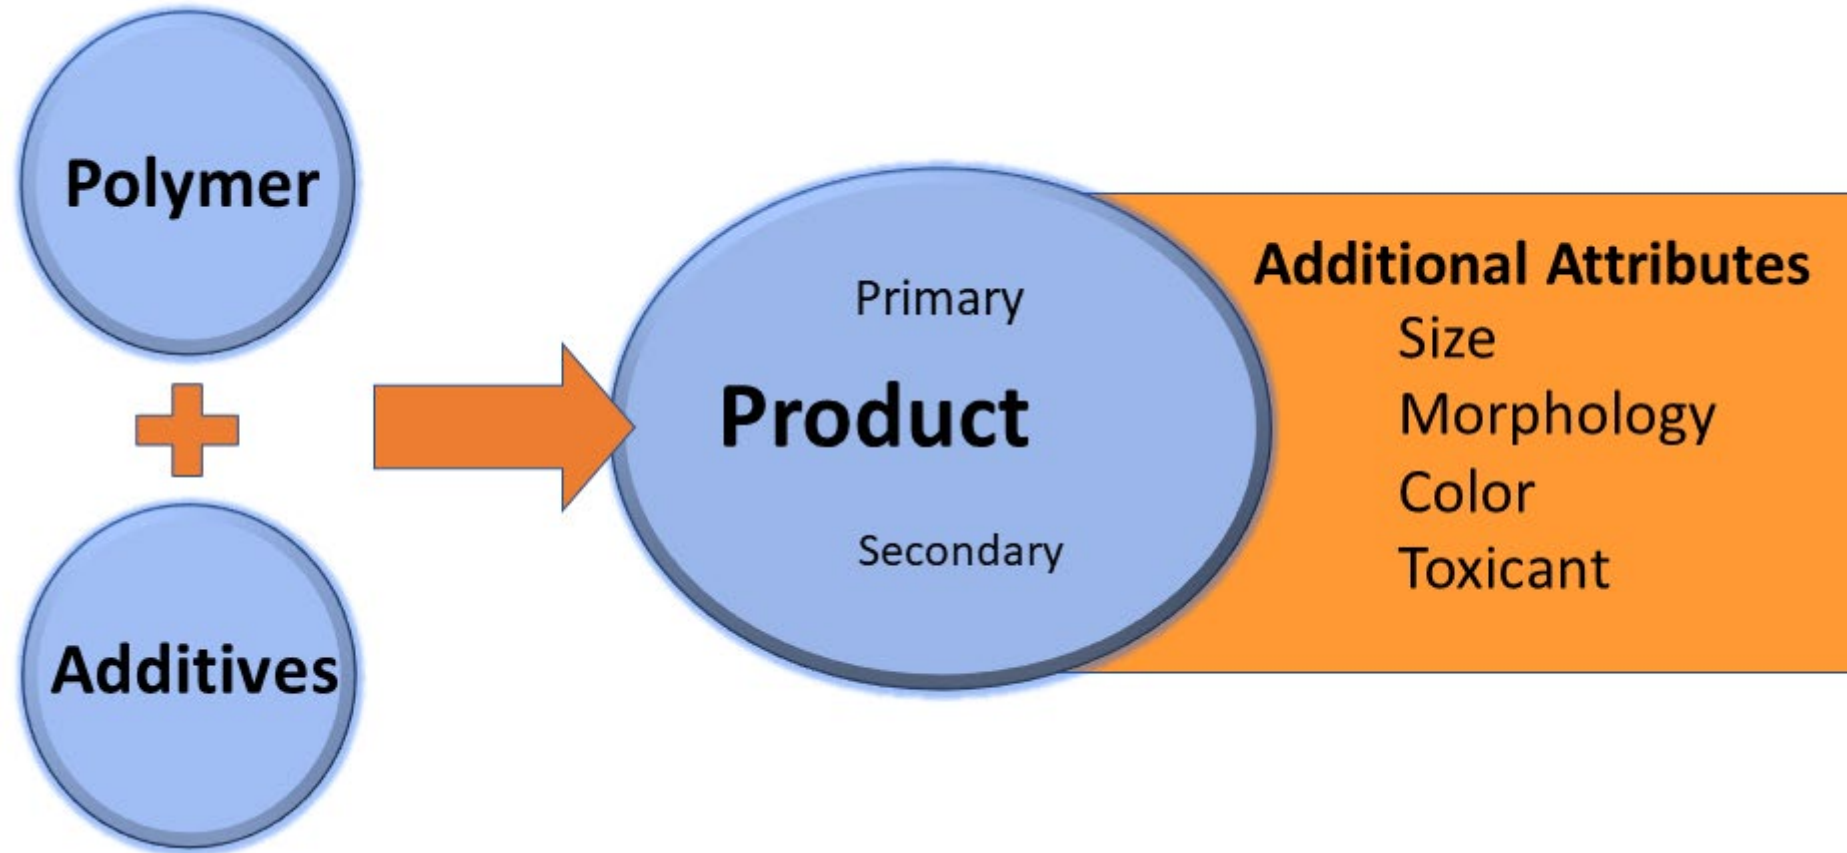 Polymer
Additives
Primary
Product
Secondary
Additional Attributes
Size
Morphology
Color
Toxicant